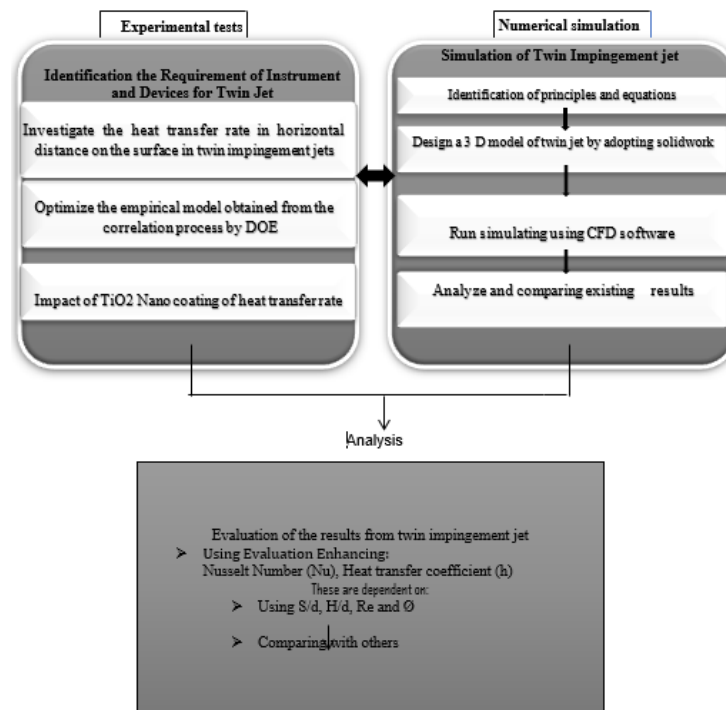 Experimental tests
Identification the Requirement of Instrument
and Devices for Twin Jet
Investigate the heat transfer rate in horizontal
distance on the surface in twin impingement jets
Optimize the empirical model obtained from the
correlation process by DOE
Impact of TiO2 Nano coating of heat transfer rate
Numerical simulation
Simulation of Twin Impingement jet
Identification of principles and equations
Design a 3 D model of twin jet by adopting solidwork
Run simulating using CFD software
Analyze and comparing existing results
Analysis
Evaluation of the results from twin impingement jet
➤ Using Evaluation Enhancing:
Nusselt Number (Nu), Heat transfer coefficient (h)
These are dependent on:
➤ Using S/d, H/d, Re and Ø
➤ Comparing with others